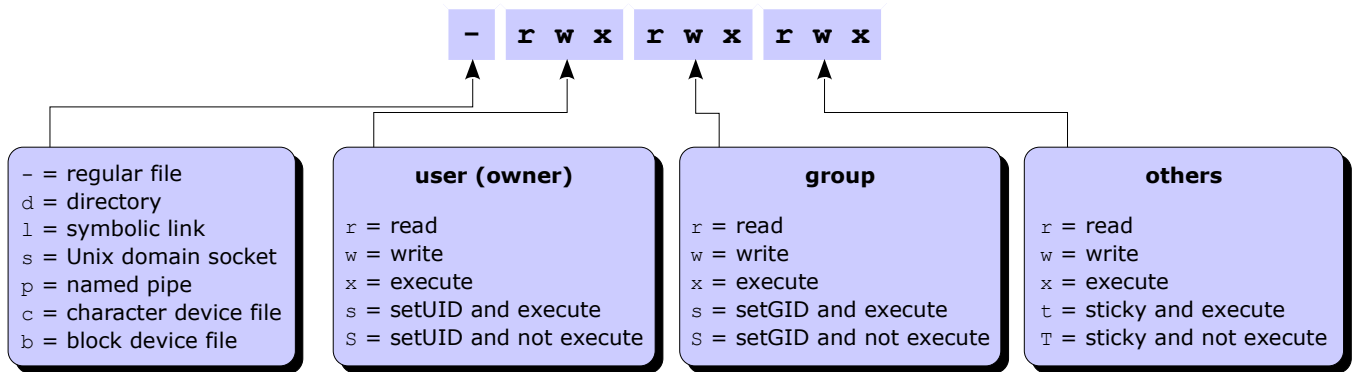 - r w x r w x r w x
- = regular file
d = directory
l = symbolic link
s = Unix domain socket
p = named pipe
c = character device file
b = block device file
user (owner)
r = read
w = write
x = execute
s = setUID and execute
S = setUID and not execute
group
r = read
w = write
x = execute
s = setGID and execute
S = setGID and not execute
others
r = read
w = write
x = execute
t = sticky and execute
T = sticky and not execute